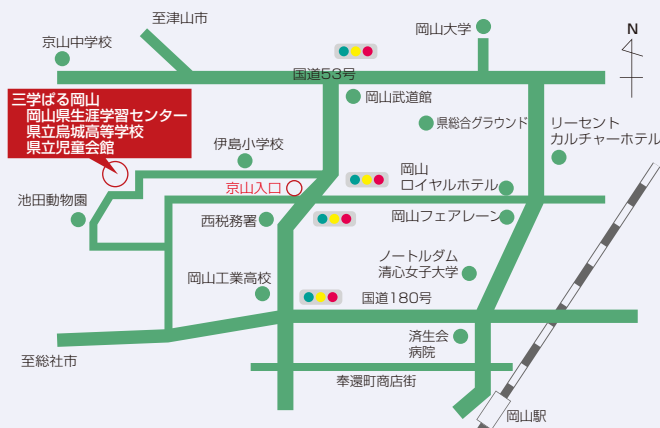 至津山市
岡山大学
N
京山中学校
国道53号
三学ぱる岡山
岡山県生涯学習センター
県立烏城高等学校
県立児童会館
岡山武道館
県総合グラウンド
リーセント
カルチャーホテル
伊島小学校
岡山
ロイヤルホテル
京山入口
池田動物園
西税務署
岡山フェアレーン
ノートルダム
清心女子大学
岡山工業高校
国道180号
済生会
病院
至総社市
奉還町商店街
岡山駅